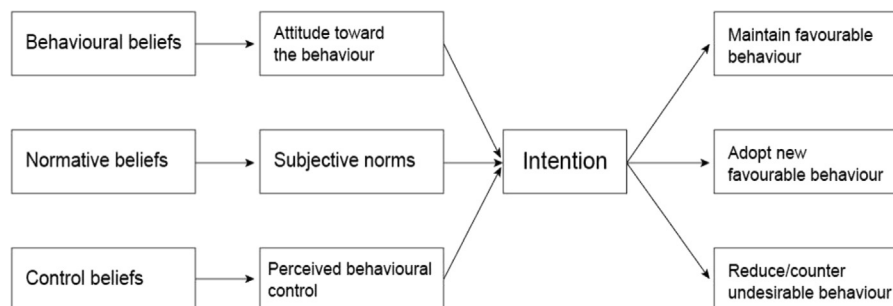 Behavioural beliefs
Attitude toward
the behaviour
Maintain favourable
behaviour
Normative beliefs
Subjective norms
Intention
Adopt new
favourable behaviour
Control beliefs
Perceived behavioural
control
Reduce/counter
undesirable behaviour